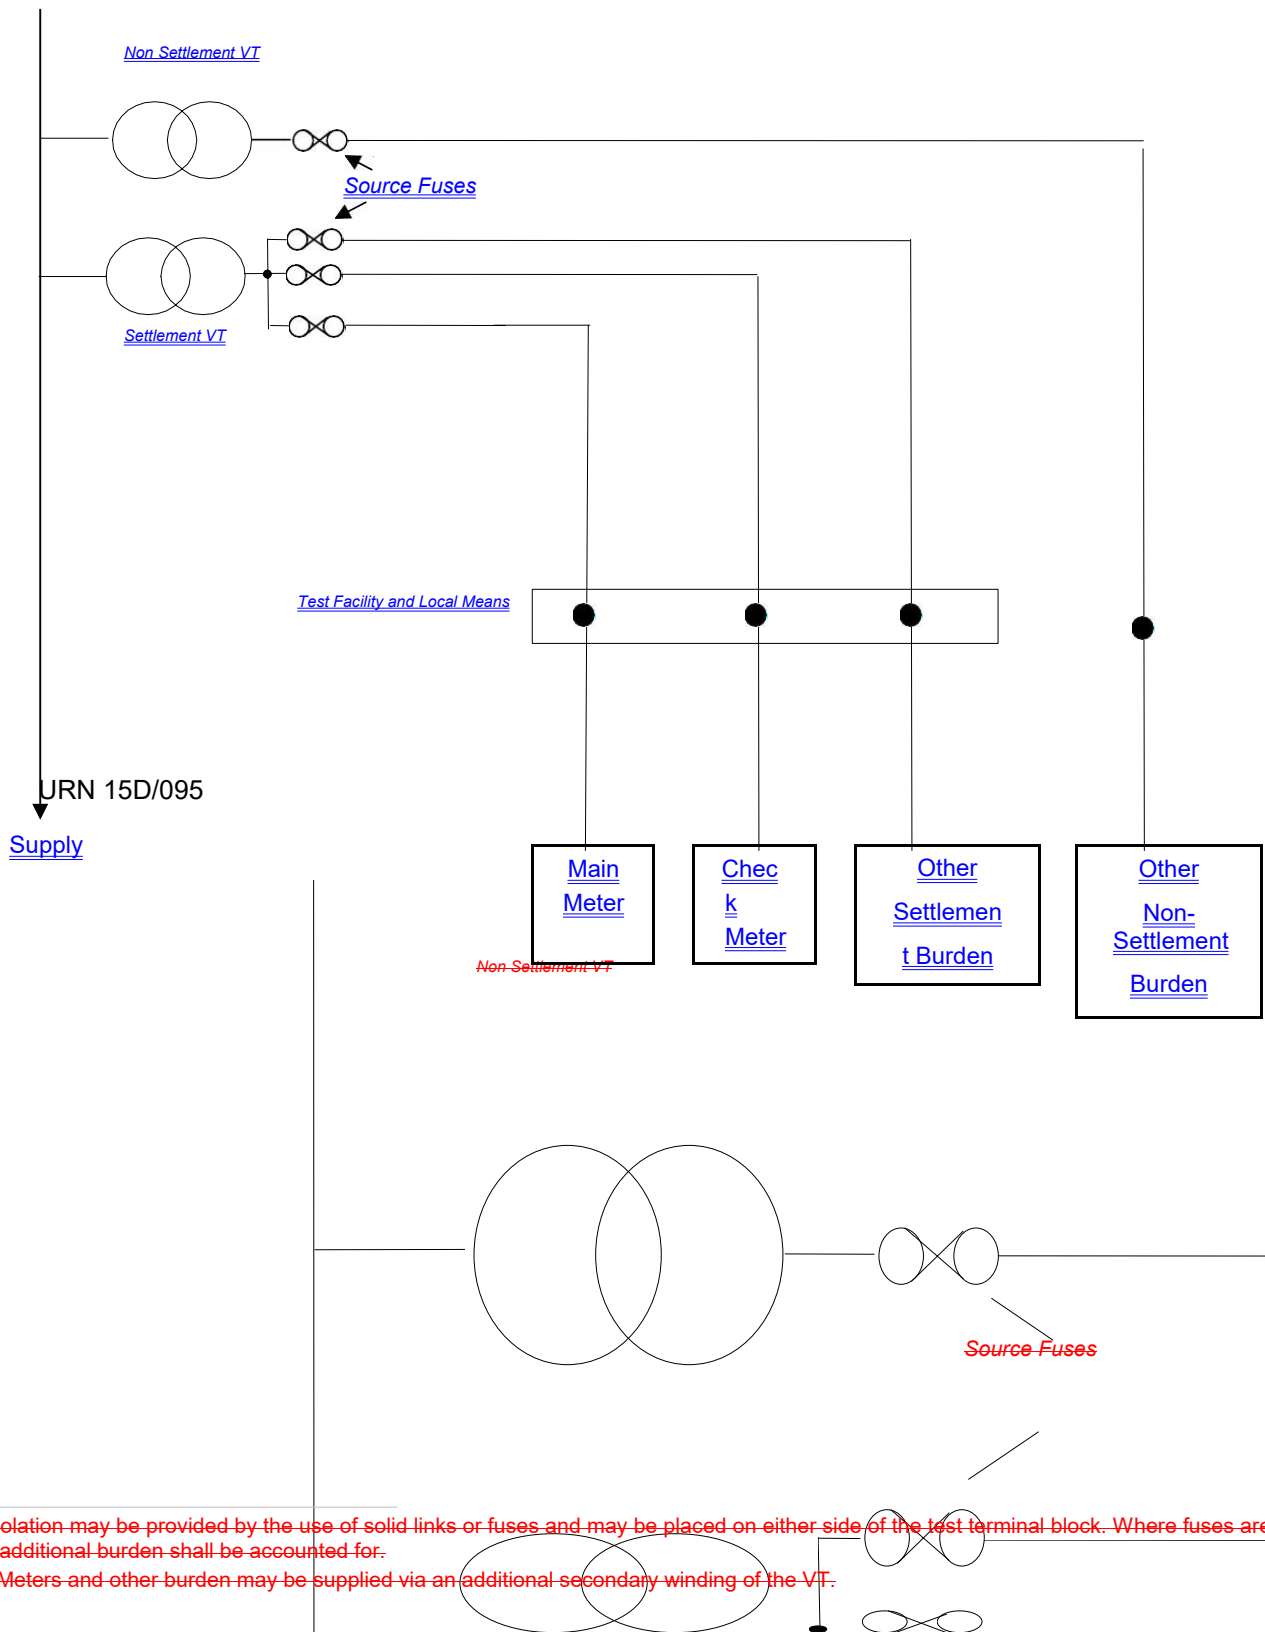 Non Settlement VT
Source Fuses
Settlement VT
Test Facility and Local Means
URN 15D/095
Supply
Main
Meter
Chec
k
Meter
Other
Settlemen
t Burden
Other
Non-
Settlement
Burden
Non Settlement VT
Source Fuses
olation may be provided by the use of solid links or fuses and may be placed on either side of the test terminal block. Where fuses are
additional burden shall be accounted for.
Meters and other burden may be supplied via an additional secondary winding of the VT.